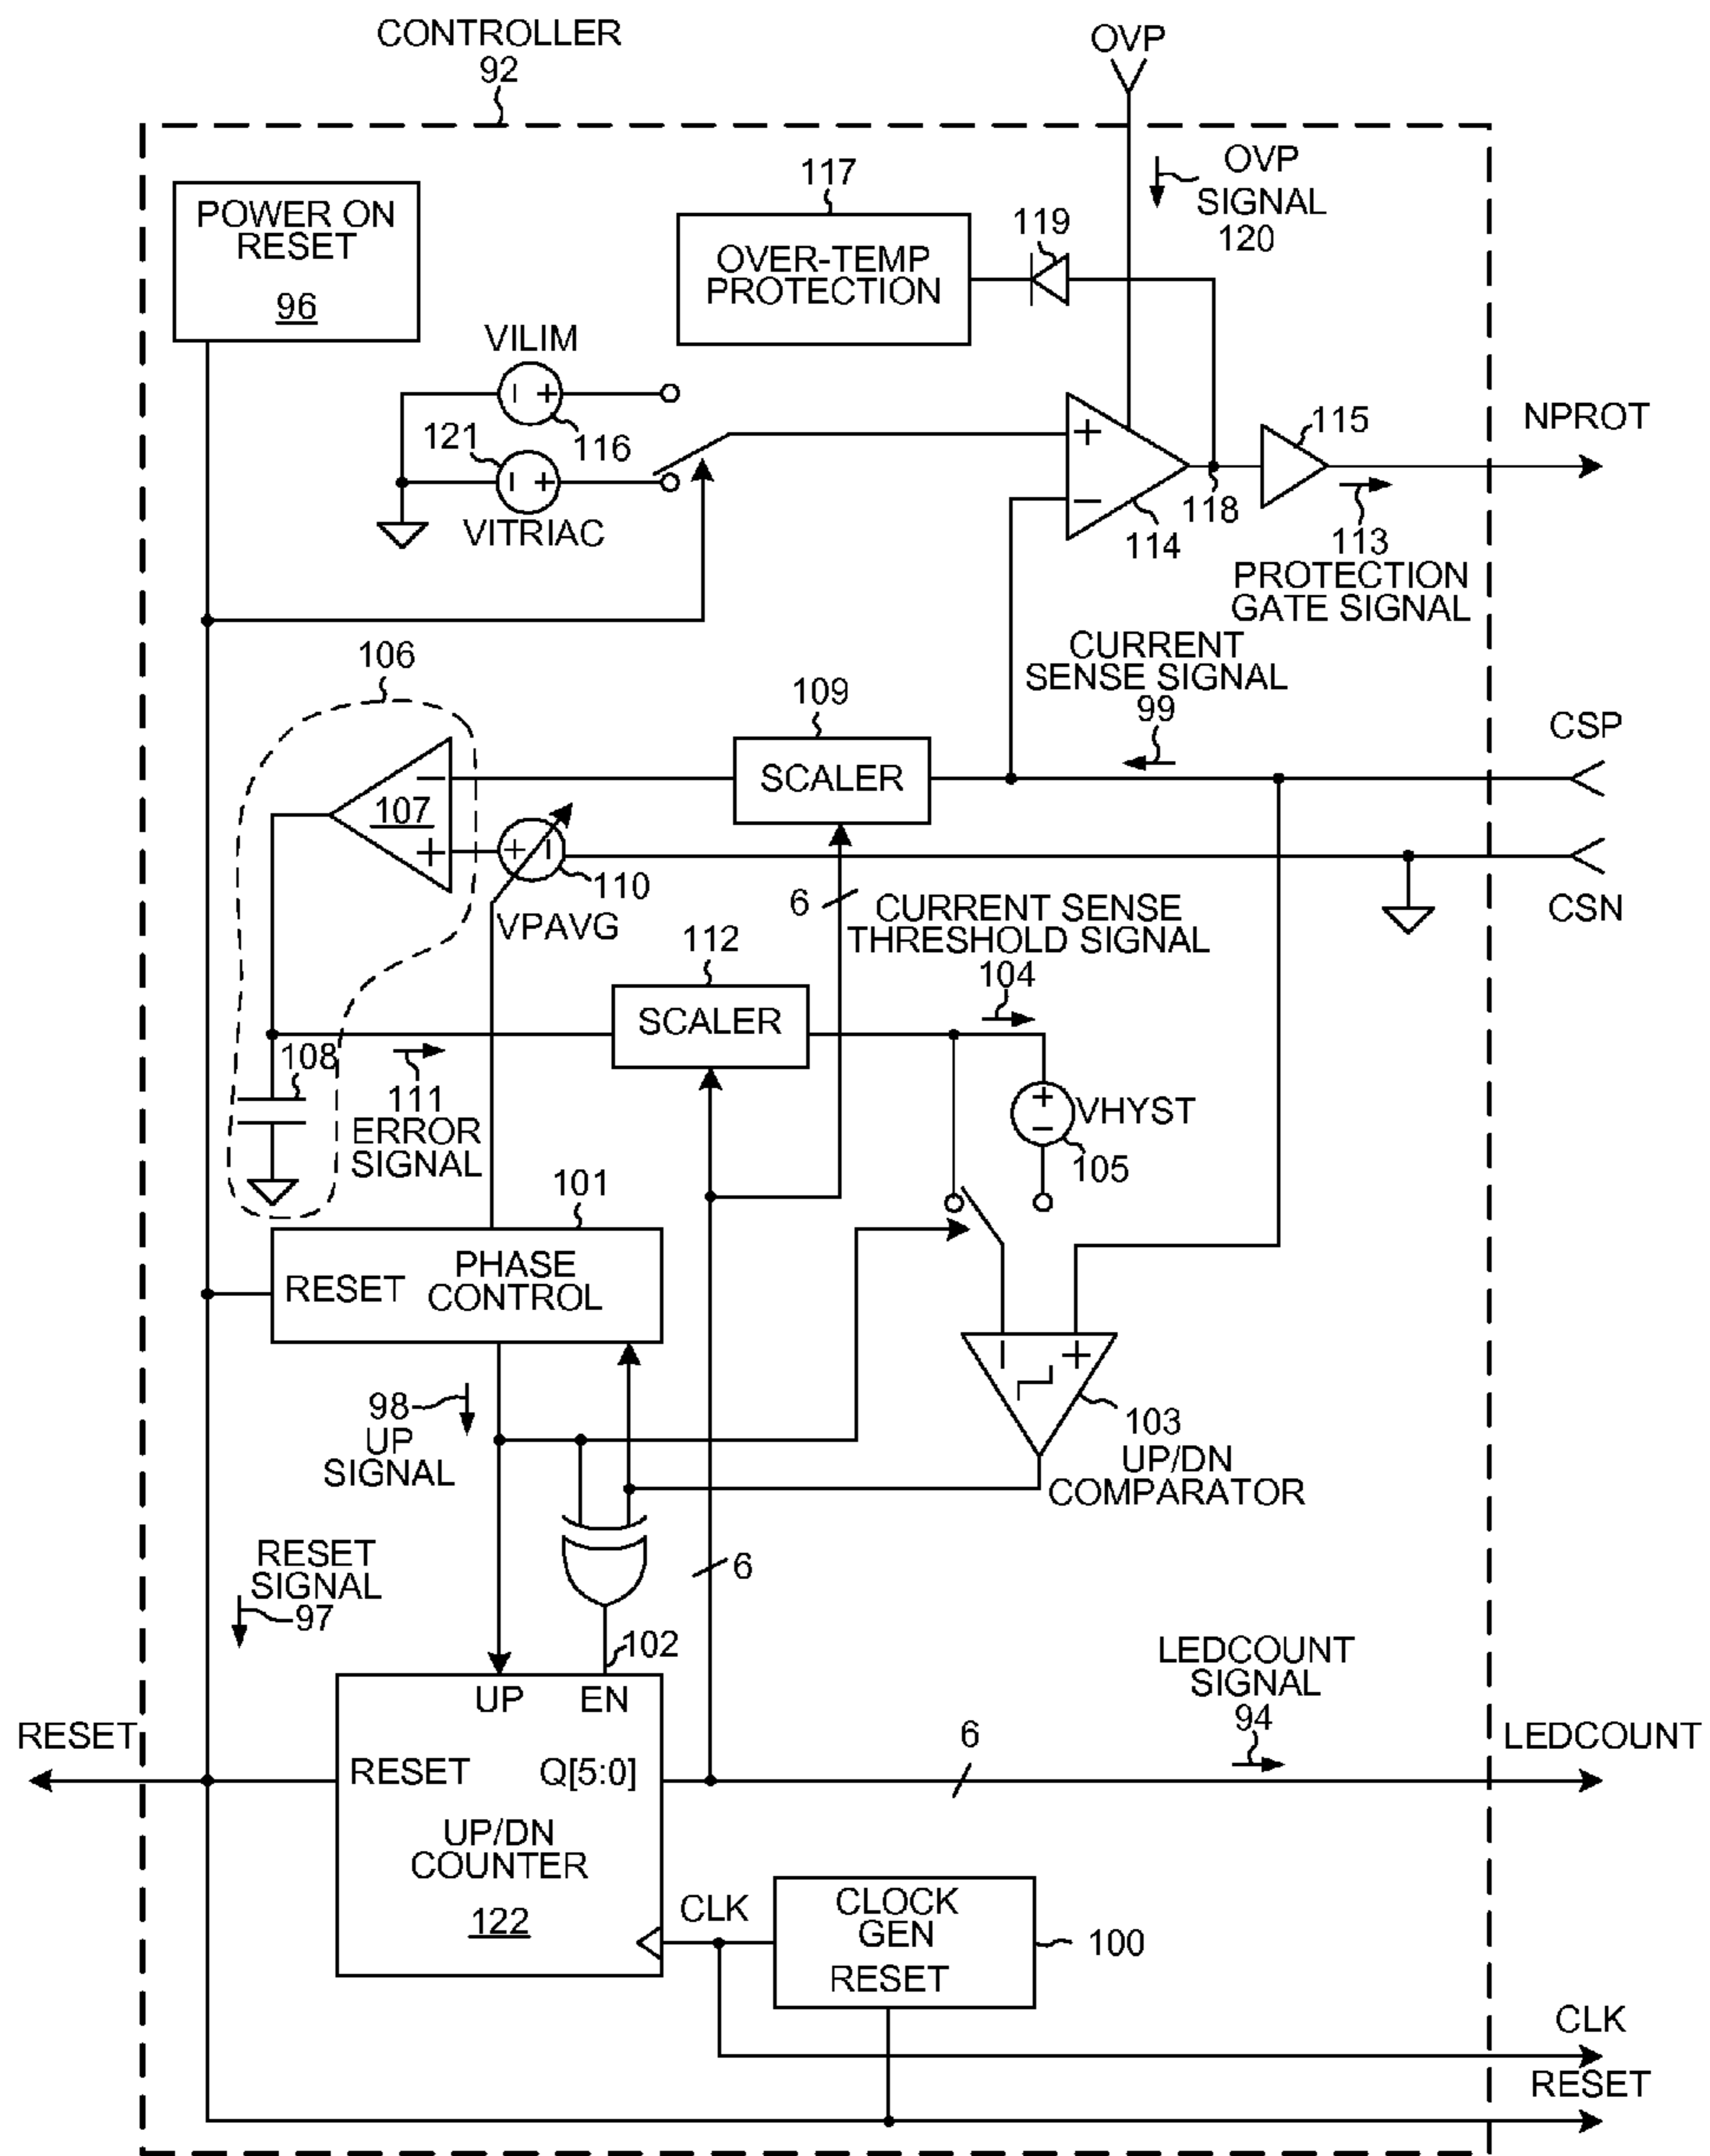 CONTROLLER
92
OVP
OVP
SIGNAL
120
117
119
POWER ON
RESET
96
OVER-TEMP
PROTECTION
VILIM
116
121
VITRIAC
+
−
114
118
115
NPROT
113
PROTECTION
GATE SIGNAL
106
CURRENT
SENSE SIGNAL
99
109
SCALER
CSP
107
−
+
110
VPAVG
6
CURRENT SENSE
THRESHOLD SIGNAL
104
CSN
112
SCALER
108
111
ERROR
SIGNAL
+
−
VHYST
105
101
RESET
PHASE
CONTROL
98
UP
SIGNAL
+
103
UP/DN
COMPARATOR
RESET
SIGNAL
97
6
102
UP
EN
LEDCOUNT
SIGNAL
94
6
RESET
RESET
Q[5:0]
LEDCOUNT
UP/DN
COUNTER
122
CLK
CLOCK
GEN
RESET
100
CLK
RESET